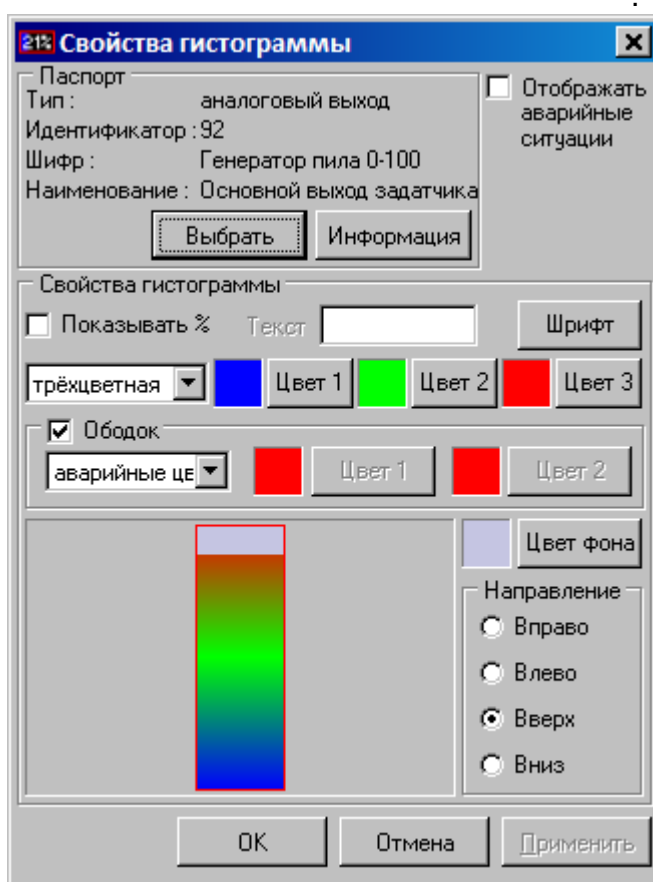 21% Свойства гистограммы
Паспорт
Тип : аналоговый выход
Идентификатор : 92
Шифр : Генератор пила 0-100
Наименование : Основной выход задатчика
Выбрать Информация
Отображать
аварийные
ситуации
Свойства гистограммы
Показывать % Текст Шрифт
трёхцветная Цвет 1 Цвет 2 Цвет 3
Ободок
аварийные цв Цвет 1 Цвет 2
Цвет фона
Направление
Вправо
Влево
Вверх
Вниз
OK Отмена Применить